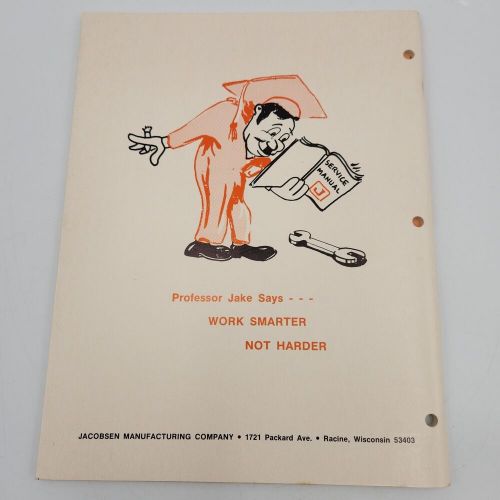 SERVICE
MANUAL
J
Professor Jake Says - - -
WORK SMARTER
NOT HARDER
JACOBSEN MANUFACTURING COMPANY • 1721 Packard Ave. • Racine, Wisconsin 53403